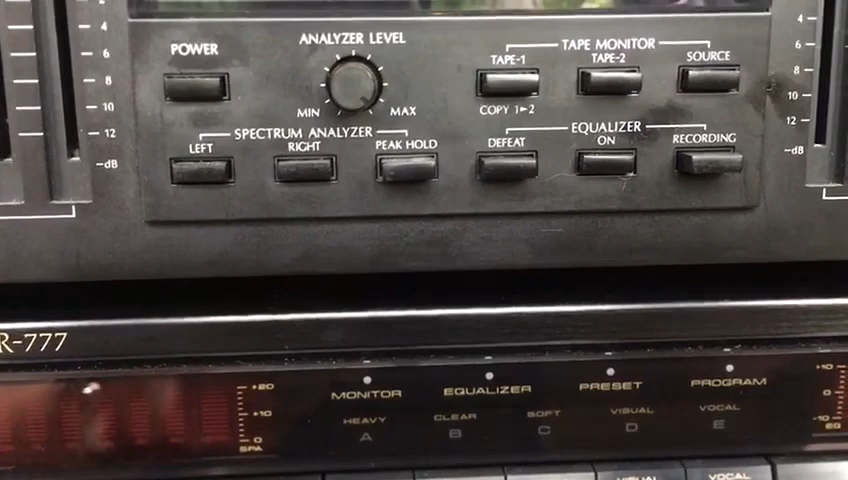 2
4
6
8
10
12
-dB
POWER
ANALYZER LEVEL
MIN MAX
TAPE MONITOR
TAPE-1 TAPE-2 SOURCE
COPY 1▸2
SPECTRUM ANALYZER
LEFT RIGHT PEAK HOLD
EQUALIZER
DEFEAT ON RECORDING
4
6
8
10
12
-dB
R-777
+20
+10
0
SPA
MONITOR EQUALIZER PRESET PROGRAM
HEAVY CLEAR SOFT VISUAL VOCAL
A B C D E
+10
0
-10
EQ
VISUAL VOCAL